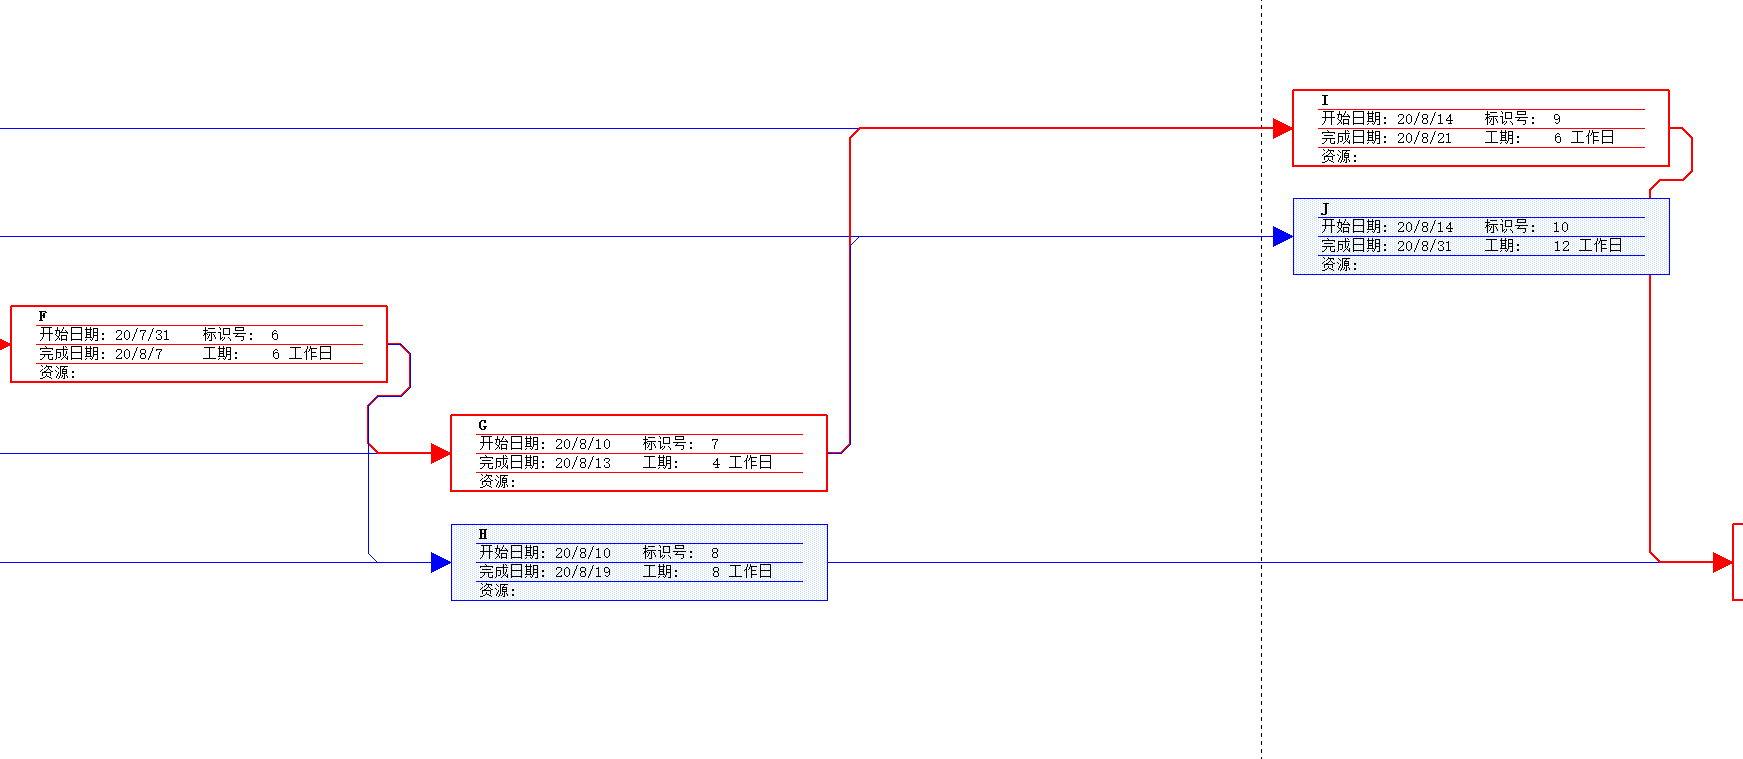 I
开始日期: 20/8/14 标识号: 9
完成日期: 20/8/21 工期: 6 工作日
资源:
J
开始日期: 20/8/14 标识号: 10
完成日期: 20/8/31 工期: 12 工作日
资源:
F
开始日期: 20/7/31 标识号: 6
完成日期: 20/8/7 工期: 6 工作日
资源:
G
开始日期: 20/8/10 标识号: 7
完成日期: 20/8/13 工期: 4 工作日
资源:
H
开始日期: 20/8/10 标识号: 8
完成日期: 20/8/19 工期: 8 工作日
资源: